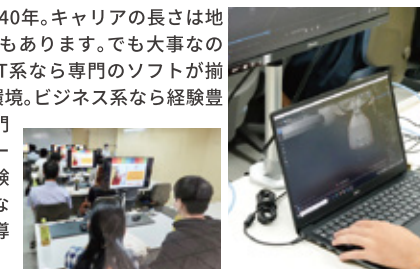 40年。キャリアの長さは地
もあります。でも大事なの
T系なら専門のソフトが揃
環境。ビジネス系なら経験豊
門
ー
険
な
導